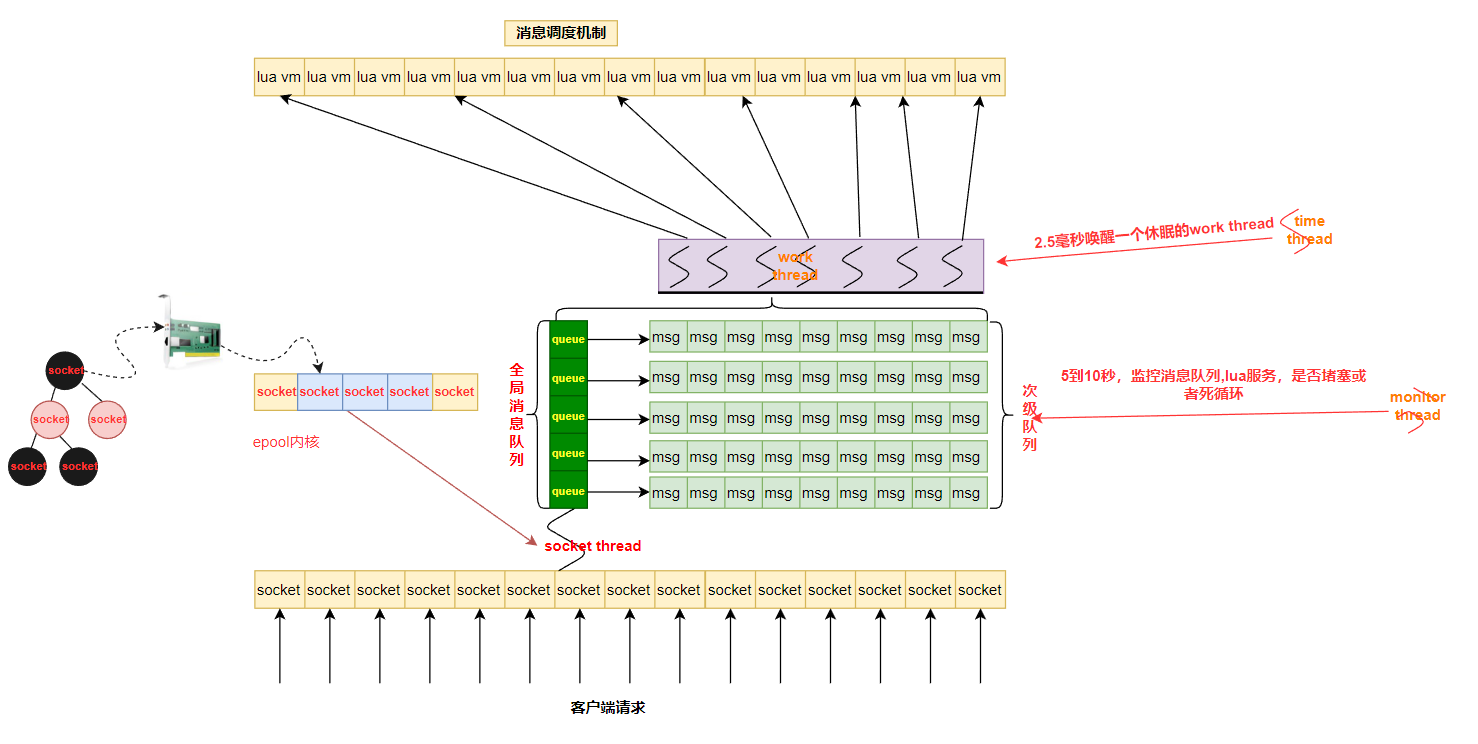 消息调度机制
lua vm lua vm lua vm lua vm lua vm lua vm lua vm lua vm lua vm lua vm lua vm lua vm lua vm lua vm lua vm
2.5毫秒唤醒一个休眠的work thread
time
thread
work
thread
socket
socket
socket
socket
socket
socket socket socket socket socket
epool内核
全局消息队列
queue msg msg msg msg msg msg msg msg msg
queue msg msg msg msg msg msg msg msg msg
queue msg msg msg msg msg msg msg msg msg
queue msg msg msg msg msg msg msg msg msg
queue msg msg msg msg msg msg msg msg msg
次级队列
5到10秒，监控消息队列,lua服务，是否堵塞或
者死循环
monitor
thread
socket thread
socket socket socket socket socket socket socket socket socket socket socket socket socket socket socket
客户端请求